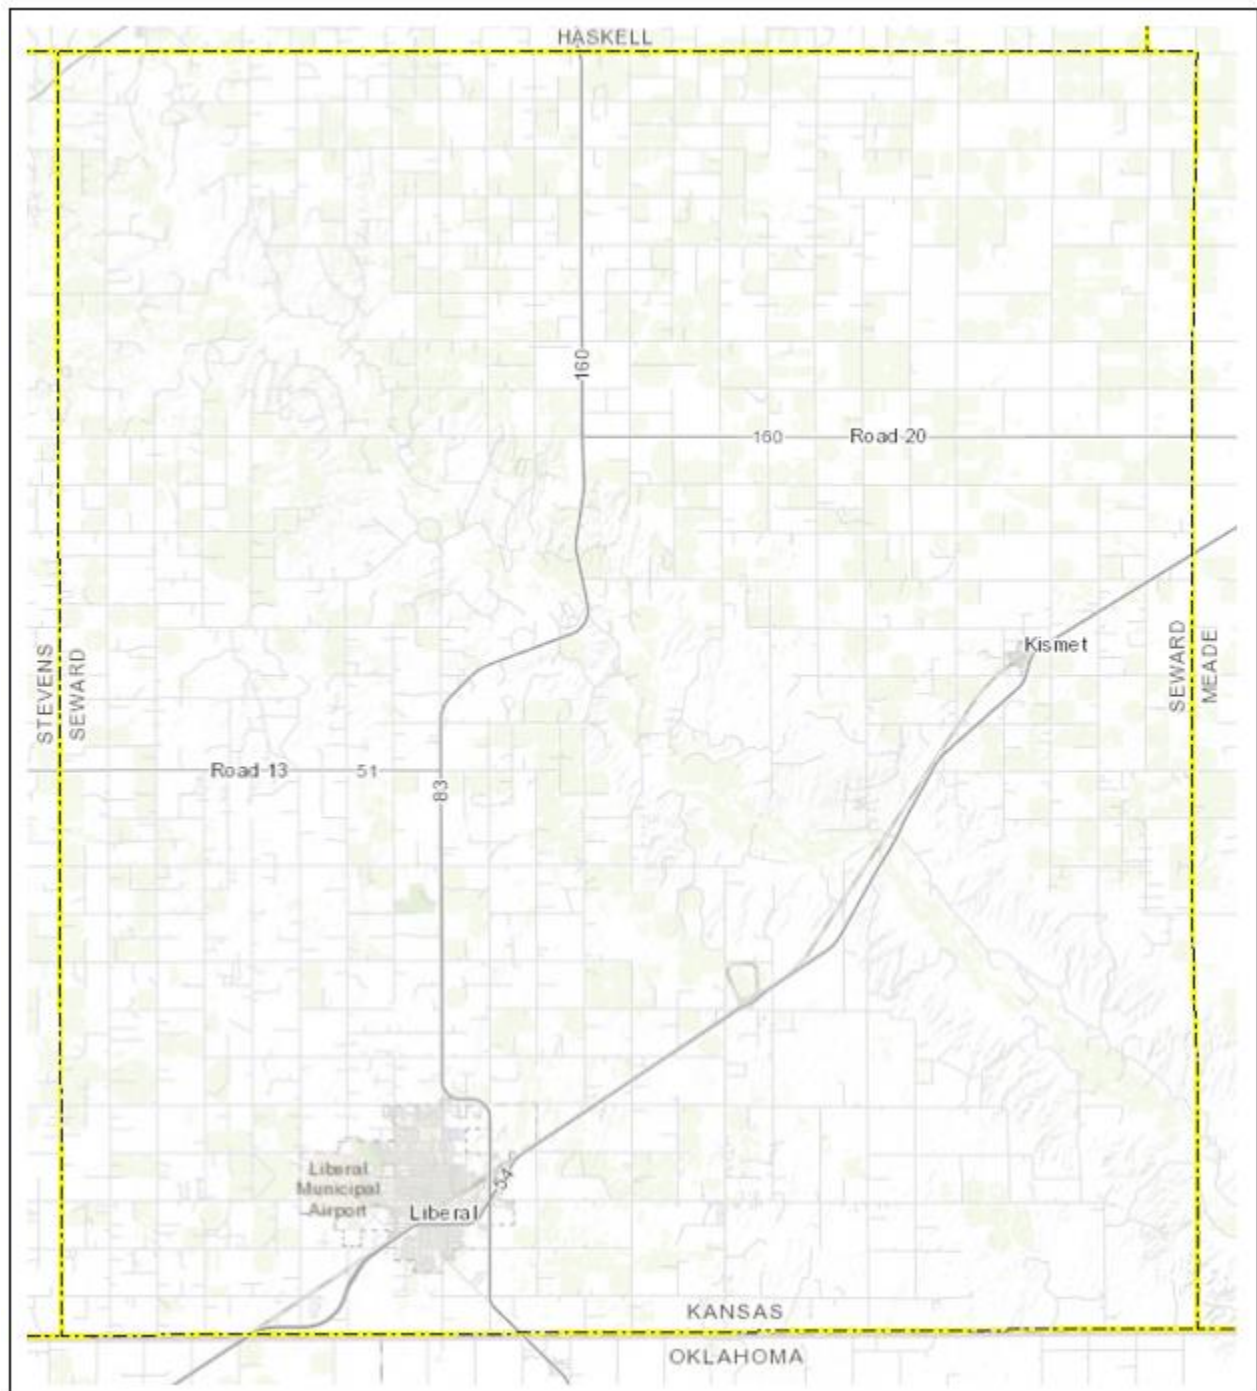 HASKELL
160
160
Road 20
Kismet
STEVENS
SEWARD
SEWARD
MEADE
Road 13
51
83
54
Liberal
Municipal
Airport
Liberal
KANSAS
OKLAHOMA